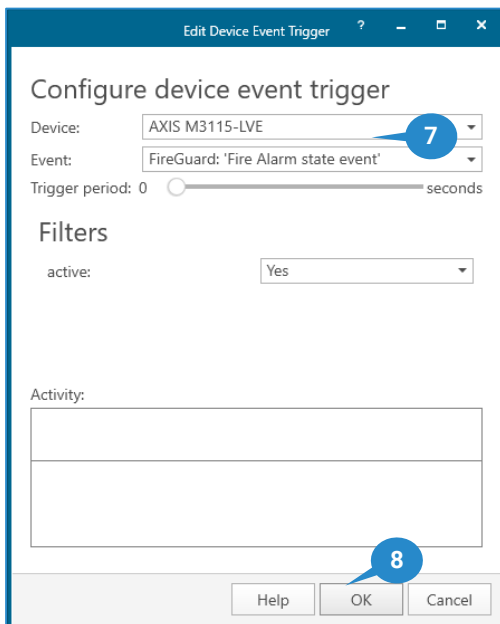 Edit Device Event Trigger ?
Configure device event trigger
Device: AXIS M3115-LVE
7
Event: FireGuard: 'Fire Alarm state event'
Trigger period: 0 seconds
Filters
active: Yes
Activity:
8
Help OK Cancel